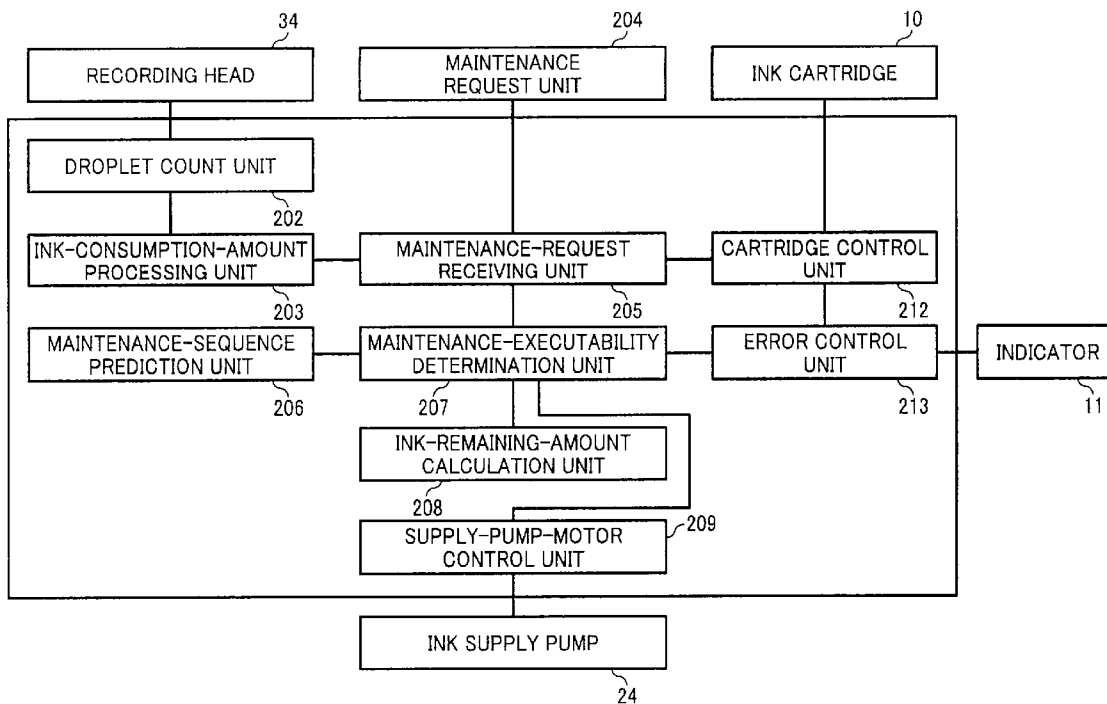 34
204
10
RECORDING HEAD
MAINTENANCE
REQUEST UNIT
INK CARTRIDGE
DROPLET COUNT UNIT
202
INK-CONSUMPTION-AMOUNT
PROCESSING UNIT
203
MAINTENANCE-REQUEST
RECEIVING UNIT
205
CARTRIDGE CONTROL
UNIT
212
MAINTENANCE-SEQUENCE
PREDICTION UNIT
206
MAINTENANCE-EXECUTABILITY
DETERMINATION UNIT
207
ERROR CONTROL
UNIT
213
INDICATOR
11
INK-REMAINING-AMOUNT
CALCULATION UNIT
208
209
SUPPLY-PUMP-MOTOR
CONTROL UNIT
INK SUPPLY PUMP
24